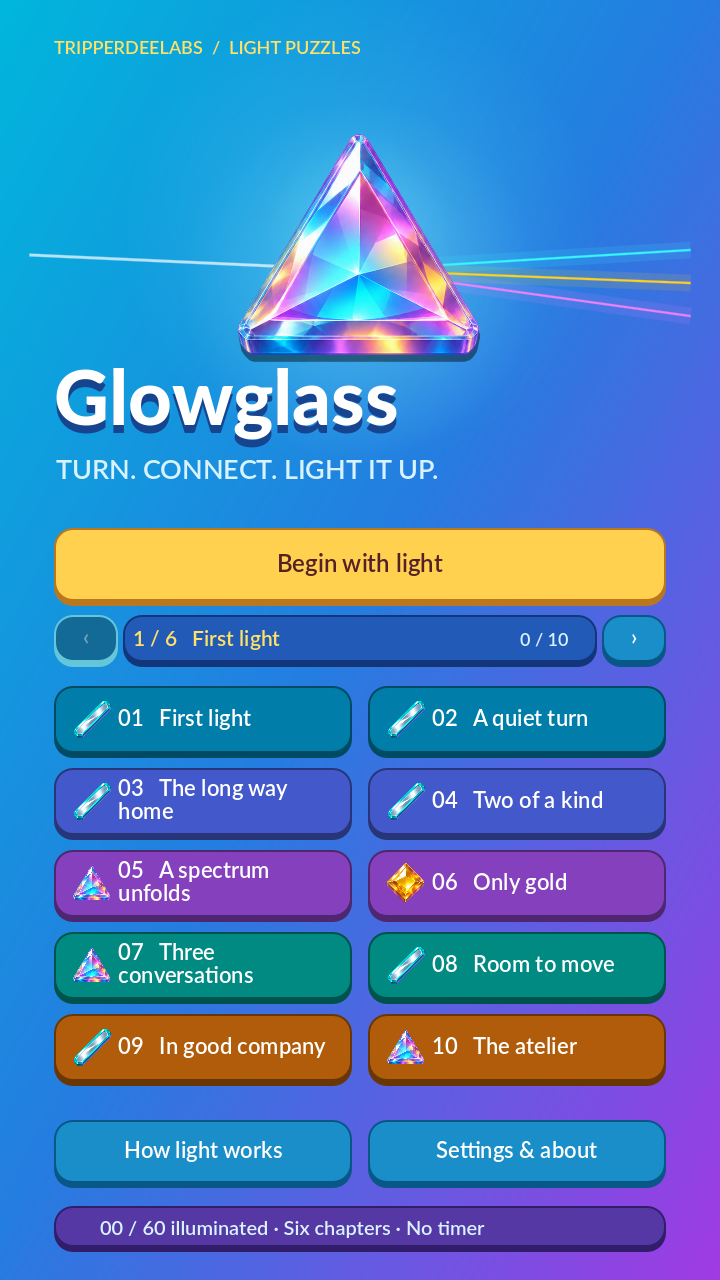 TRIPPERDEELABS / LIGHT PUZZLES
Glowglass
TURN. CONNECT. LIGHT IT UP.
Begin with light
‹ 1 / 6 First light 0 / 10 ›
01 First light
02 A quiet turn
03 The long way
home
04 Two of a kind
05 A spectrum
unfolds
06 Only gold
07 Three
conversations
08 Room to move
09 In good company
10 The atelier
How light works
Settings & about
00 / 60 illuminated · Six chapters · No timer